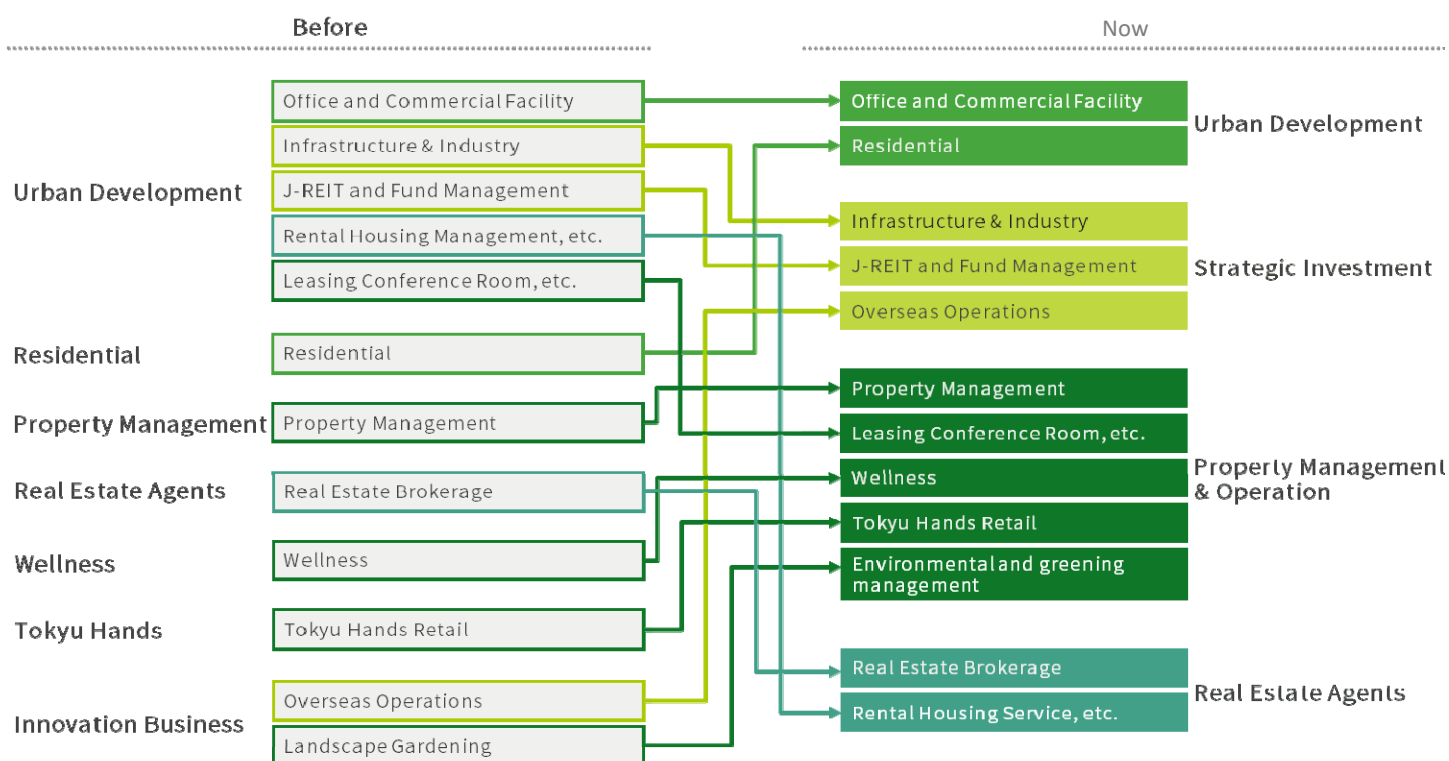 Before
Urban Development
Office and Commercial Facility
Infrastructure & Industry
J-REIT and Fund Management
Rental Housing Management, etc.
Leasing Conference Room, etc.
Residential
Residential
Property Management
Property Management
Real Estate Agents
Real Estate Brokerage
Wellness
Wellness
Tokyu Hands
Tokyu Hands Retail
Innovation Business
Overseas Operations
Landscape Gardening
Now
Office and Commercial Facility
Residential
Urban Development
Infrastructure & Industry
J-REIT and Fund Management
Overseas Operations
Strategic Investment
Property Management
Leasing Conference Room, etc.
Wellness
Tokyu Hands Retail
Environmental and greening
management
Property Management
& Operation
Real Estate Brokerage
Rental Housing Service, etc.
Real Estate Agents